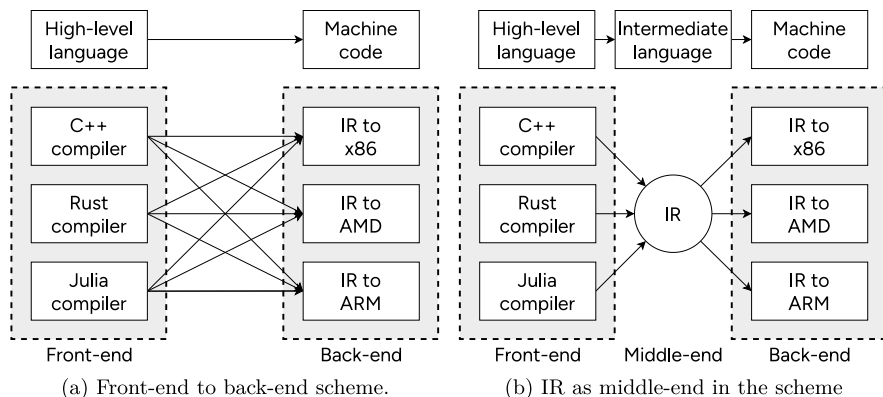 High-level
language
Machine
code
C++
compiler
Rust
compiler
Julia
compiler
IR to
x86
IR to
AMD
IR to
ARM
Front-end
Back-end
(a) Front-end to back-end scheme.
High-level
language
Intermediate
language
Machine
code
C++
compiler
Rust
compiler
Julia
compiler
IR
IR to
x86
IR to
AMD
IR to
ARM
Front-end
Middle-end
Back-end
(b) IR as middle-end in the scheme